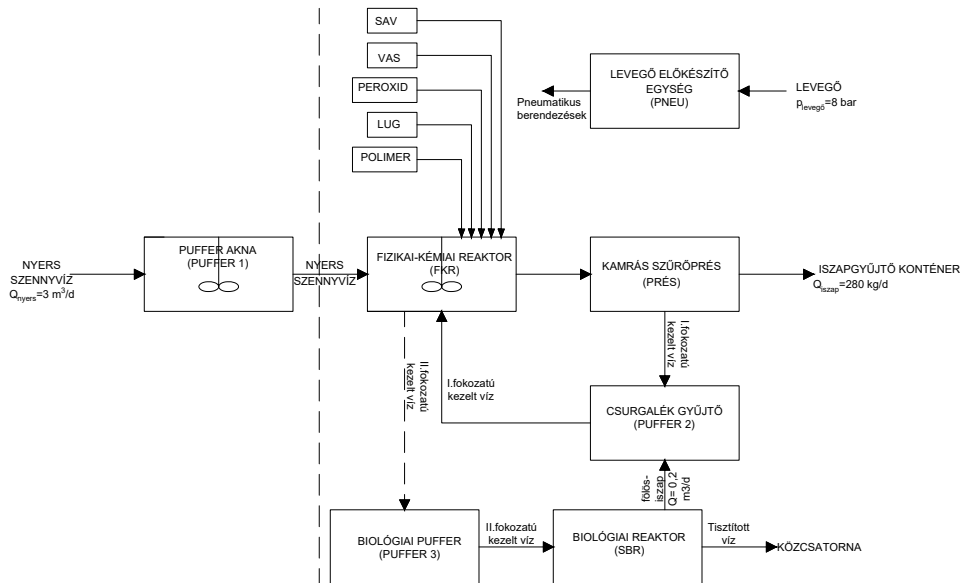 SAV
VAS
PEROXID
LUG
POLIMER
LEVEGŐ ELŐKÉSZÍTŐ
EGYSÉG
(PNEU)
Pneumatikus
berendezések
LEVEGŐ
p_levegő=8 bar
NYERS
SZENNYVÍZ
Q_nyers=3 m³/d
PUFFER AKNA
(PUFFER 1)
NYERS
SZENNYVÍZ
FIZIKAI-KÉMIAI REAKTOR
(FKR)
KAMRÁS SZŰRŐPRÉS
(PRÉS)
ISZAPGYŰJTŐ KONTÉNER
Q_iszap=280 kg/d
II.fokozatú
kezelt víz
I.fokozatú
kezelt víz
I.fokozatú
kezelt víz
CSURGALÉK GYŰJTŐ
(PUFFER 2)
fölös-
iszap
Q= 0,2
m3/d
BIOLÓGIAI PUFFER
(PUFFER 3)
II.fokozatú
kezelt víz
BIOLÓGIAI REAKTOR
(SBR)
Tisztított
víz
KÖZCSATORNA